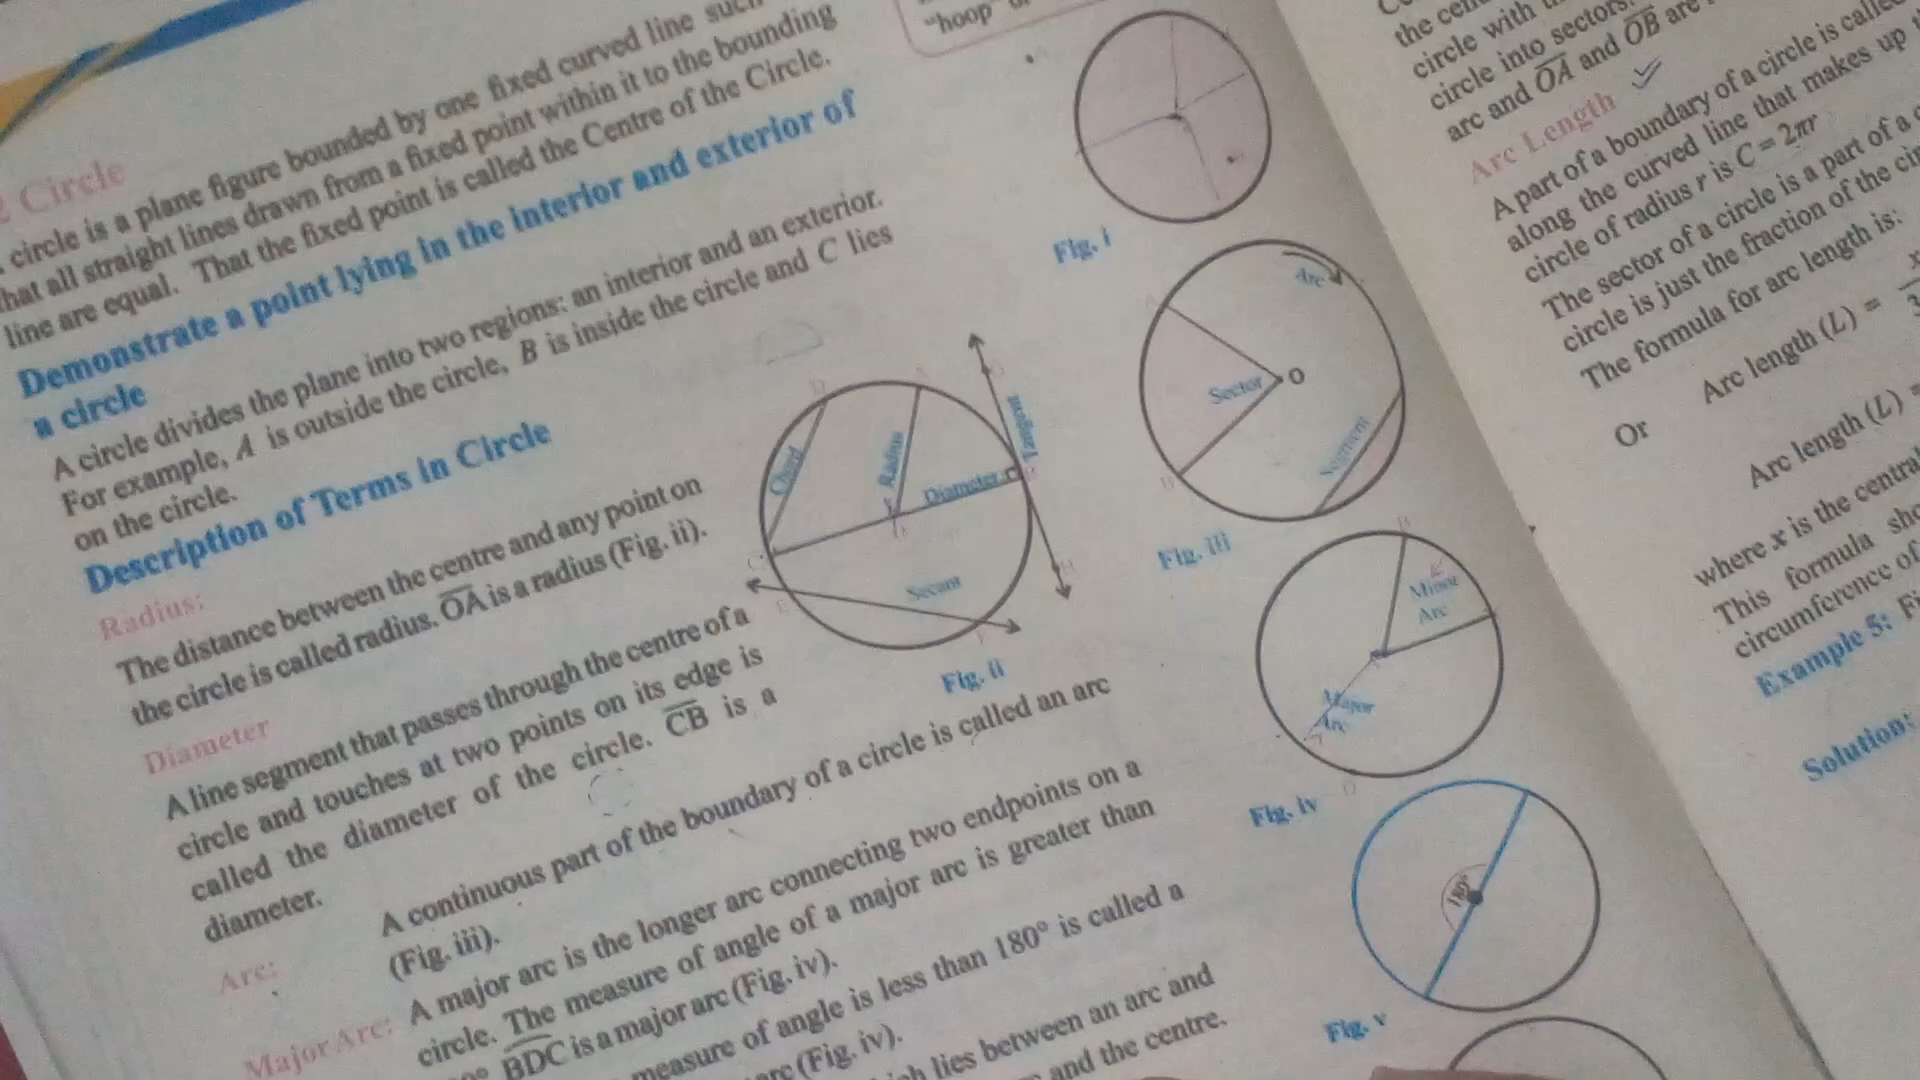 2 Circle
circle is a plane figure bounded by one fixed curved line such
that all straight lines drawn from a fixed point within it to the bounding
line are equal. That the fixed point is called the Centre of the Circle.
Demonstrate a point lying in the interior and exterior of
a circle
A circle divides the plane into two regions: an interior and an exterior.
For example, A is outside the circle, B is inside the circle and C lies
on the circle.
Description of Terms in Circle
Radius:
The distance between the centre and any point on
the circle is called radius. OA is a radius (Fig. ii).
Diameter
A line segment that passes through the centre of a
circle and touches at two points on its edge is
called the diameter of the circle. CB is a
diameter.
Arc:
A continuous part of the boundary of a circle is called an arc
(Fig. iii).
Major Arc:
A major arc is the longer arc connecting two endpoints on a
circle. The measure of angle of a major arc is greater than
BDC is a major arc (Fig. iv).
measure of angle is less than 180° is called a
arc (Fig. iv).
lies between an arc and
and the centre.
"hoop"
Fig. i
D
A
Chord
Radius
Diameter
Tangent
C
E
Secant
F
H
Fig. ii
Arc
A
Sector
O
B
Segment
Fig. iii
B
Minor
Arc
Major
Arc
D
Fig. iv
180°
Fig. v
the
circle with
circle into sectors.
arc and OA and OB are
Arc Length
A part of a boundary of a circle is called
along the curved line that makes up
circle of radius r is C = 2πr
The sector of a circle is a part of a
circle is just the fraction of the
The formula for arc length is:
Arc length (L) =
x
3
Or
Arc length (L) =
where x is the central
This formula
circumference of
Example 5:
Solution: